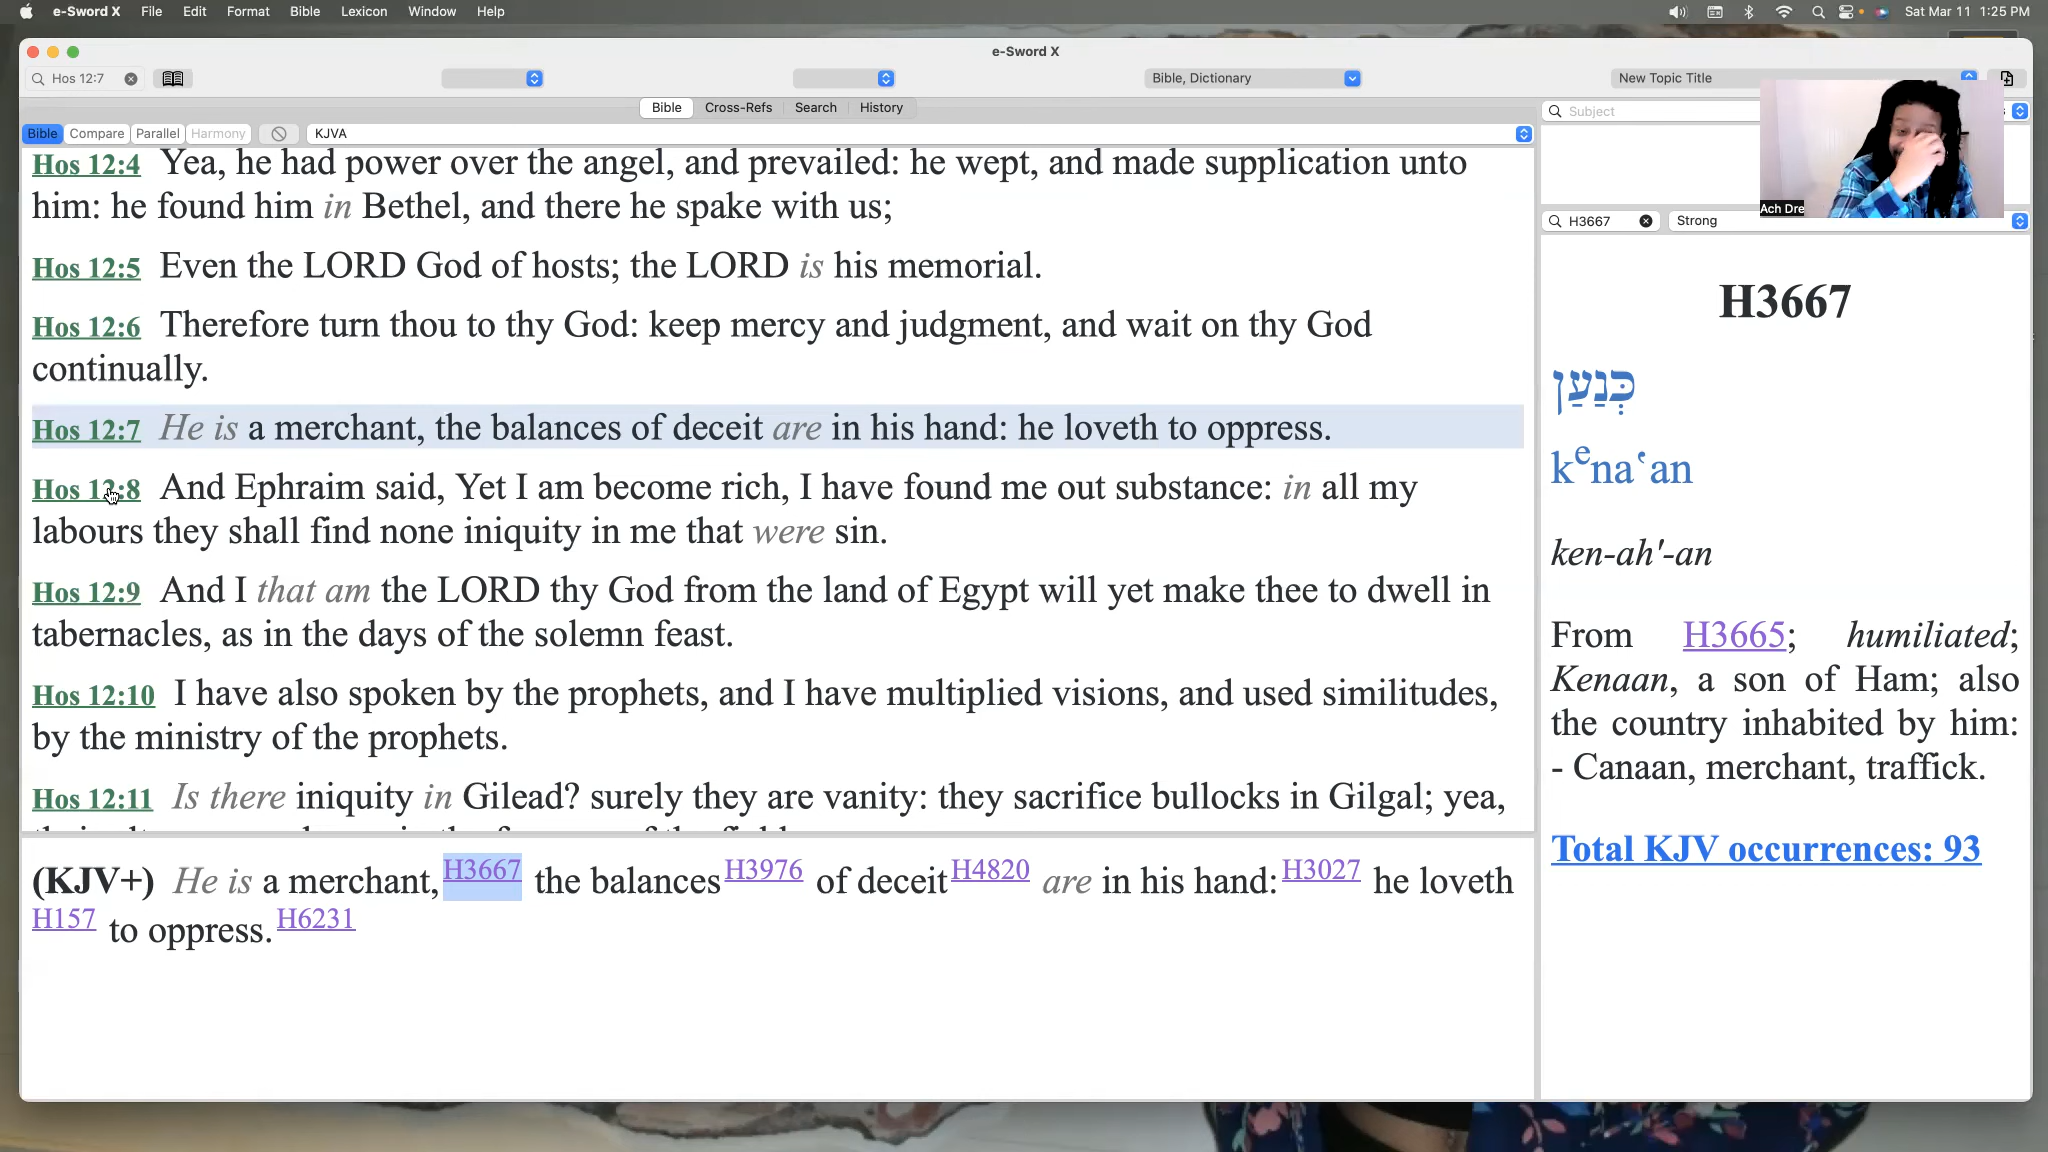 e-Sword X File Edit Format Bible Lexicon Window Help Sat Mar 11 1:25 PM
e-Sword X
Hos 12:7 Bible, Dictionary New Topic Title
Bible Cross-Refs Search History
Subject
Bible Compare Parallel Harmony KJVA
Hos 12:4 Yea, he had power over the angel, and prevailed: he wept, and made supplication unto
him: he found him in Bethel, and there he spake with us;
Hos 12:5 Even the LORD God of hosts; the LORD is his memorial.
Hos 12:6 Therefore turn thou to thy God: keep mercy and judgment, and wait on thy God
continually.
Hos 12:7 He is a merchant, the balances of deceit are in his hand: he loveth to oppress.
Hos 12:8 And Ephraim said, Yet I am become rich, I have found me out substance: in all my
labours they shall find none iniquity in me that were sin.
Hos 12:9 And I that am the LORD thy God from the land of Egypt will yet make thee to dwell in
tabernacles, as in the days of the solemn feast.
Hos 12:10 I have also spoken by the prophets, and I have multiplied visions, and used similitudes,
by the ministry of the prophets.
Hos 12:11 Is there iniquity in Gilead? surely they are vanity: they sacrifice bullocks in Gilgal; yea,
(KJV+) He is a merchant,H3667 the balancesH3976 of deceitH4820 are in his hand:H3027 he loveth
H157 to oppress.H6231
Ach Dre
H3667 Strong
H3667
כְּנַעַן
kᵉna‛an
ken-ah'-an
From H3665; humiliated;
Kenaan, a son of Ham; also
the country inhabited by him:
- Canaan, merchant, traffick.
Total KJV occurrences: 93